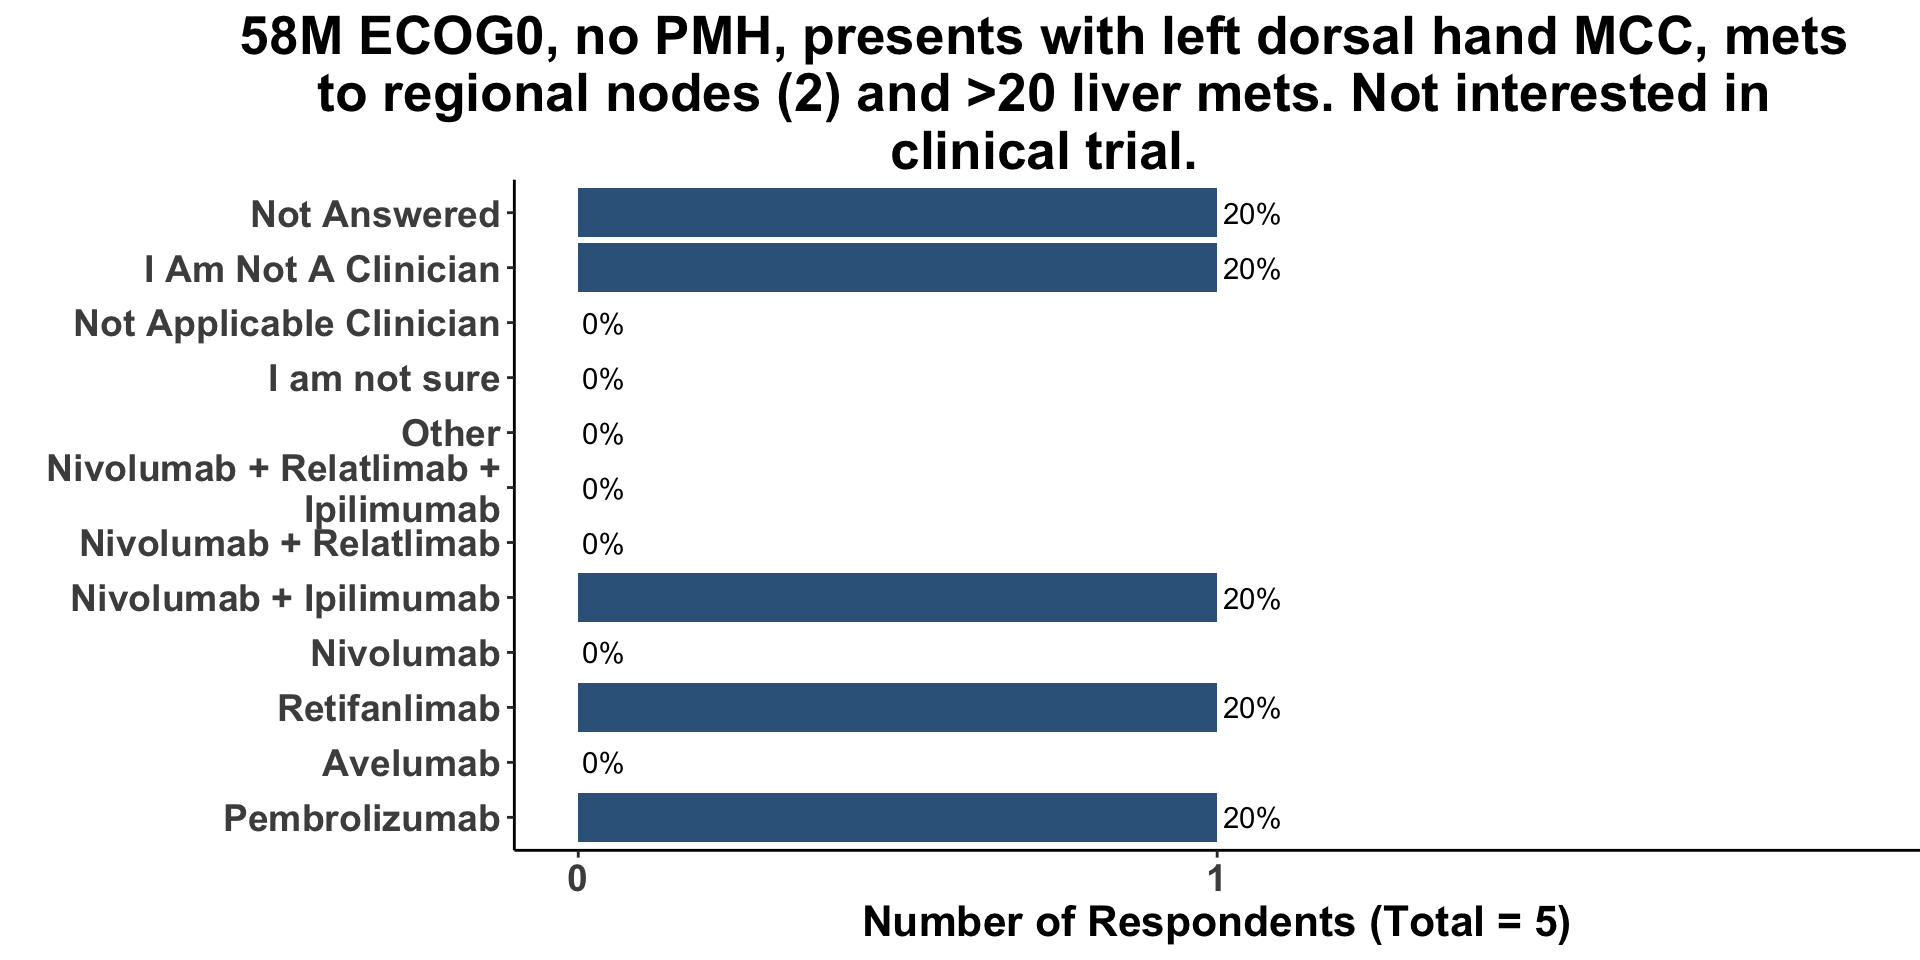 58M ECOG0, no PMH, presents with left dorsal hand MCC, mets
to regional nodes (2) and >20 liver mets. Not interested in
clinical trial.
Not Answered
20%
I Am Not A Clinician
20%
Not Applicable Clinician
0%
I am not sure
0%
Other
0%
Nivolumab + Relatlimab +
Ipilimumab
0%
Nivolumab + Relatlimab
0%
Nivolumab + Ipilimumab
20%
Nivolumab
0%
Retifanlimab
20%
Avelumab
0%
Pembrolizumab
20%
0
1
Number of Respondents (Total = 5)